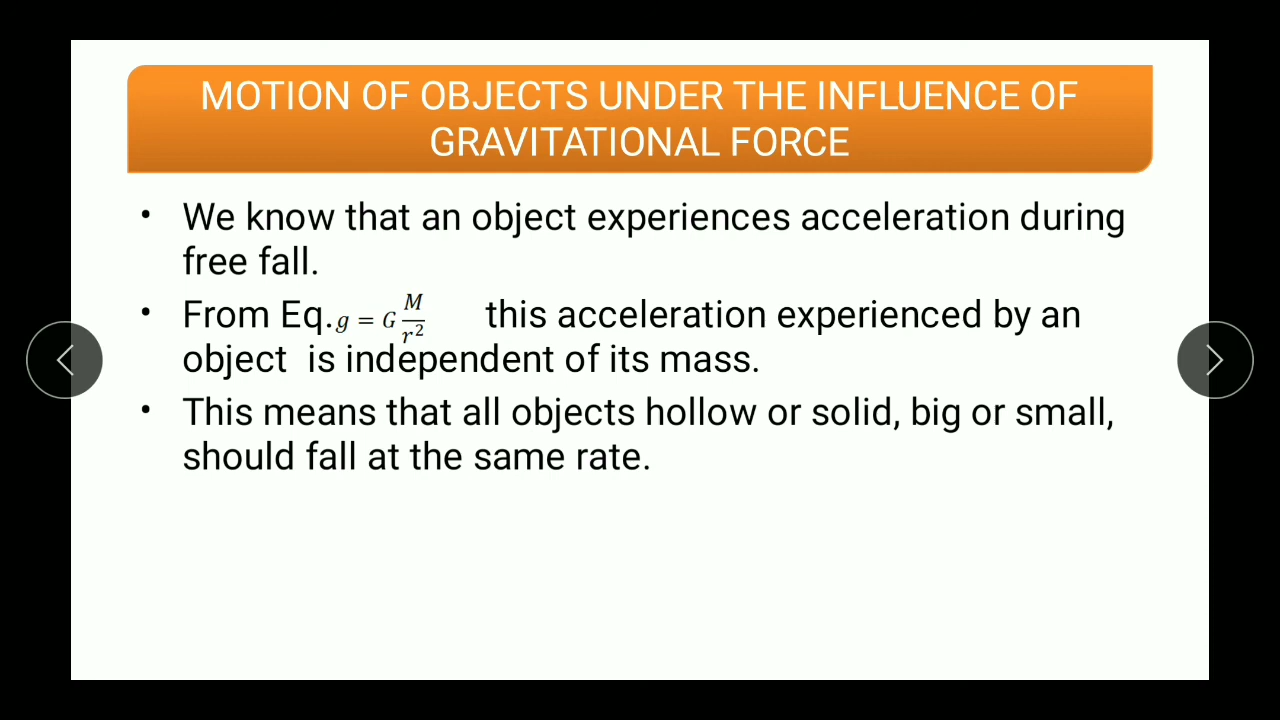 MOTION OF OBJECTS UNDER THE INFLUENCE OF
GRAVITATIONAL FORCE
• We know that an object experiences acceleration during
free fall.
• From Eq. g = G M/r² this acceleration experienced by an
object is independent of its mass.
• This means that all objects hollow or solid, big or small,
should fall at the same rate.